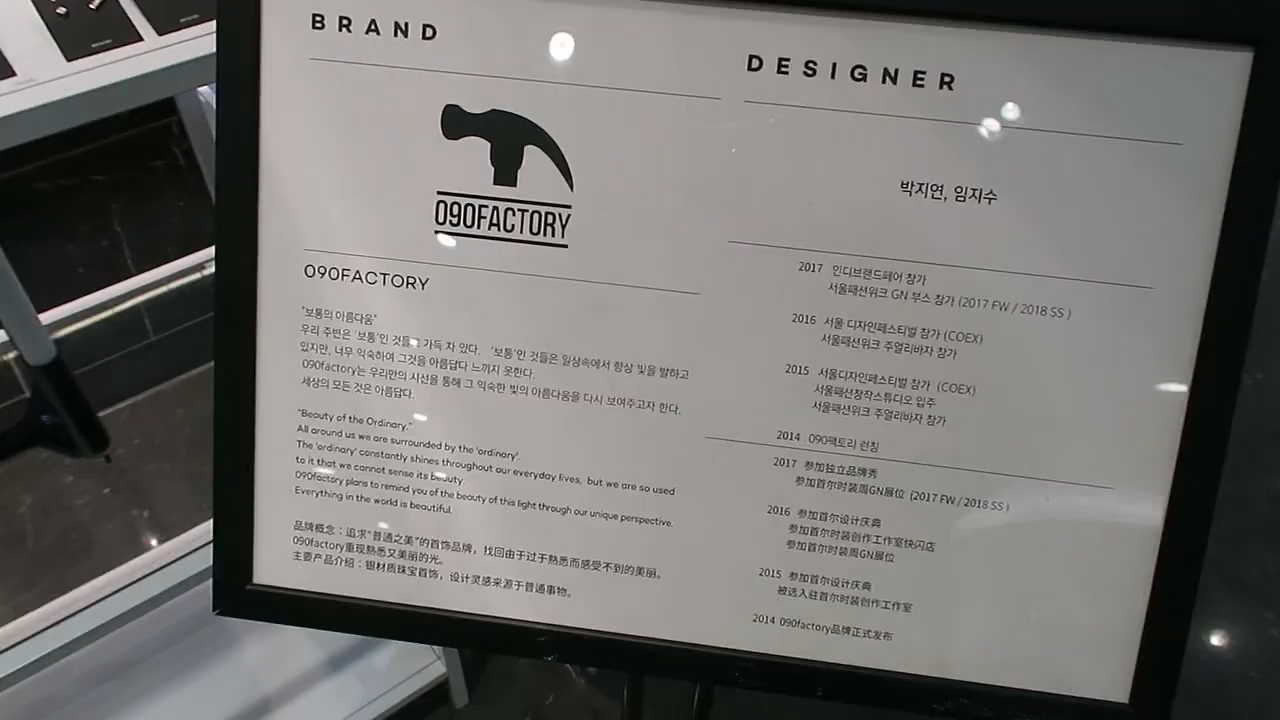 BRAND
090FACTORY
090FACTORY
"보통의 아름다움"
우리 주변은 '보통'인 것들로 가득 차 있다. '보통'인 것들은 일상속에서 항상 빛을 발하고
있지만, 너무 익숙하여 그것을 아름답다 느끼지 못한다.
090factory는 우리만의 시선을 통해 그 익숙한 빛의 아름다움을 다시 보여주고자 한다.
세상의 모든 것은 아름답다.
"Beauty of the Ordinary."
All around us we are surrounded by the 'ordinary'.
The 'ordinary' constantly shines throughout our everyday lives, but we are so used
to it that we cannot sense its beauty
090factory plans to remind you of the beauty of this light through our unique perspective.
Everything in the world is beautiful.
品牌概念：追求"普通之美"的首饰品牌，找回由于过于熟悉而感受不到的美丽。
090factory重现熟悉又美丽的光。
主要产品介绍：银材质珠宝首饰，设计灵感来源于普通事物。
DESIGNER
박지연, 임지수
2017 인디브랜드페어 참가
서울패션위크 GN 부스 참가 (2017 FW / 2018 SS )
2016 서울 디자인페스티벌 참가 (COEX)
서울패션위크 주얼리바자 참가
2015 서울디자인페스티벌 참가 (COEX)
서울패션창작스튜디오 입주
서울패션위크 주얼리바자 참가
2014 090팩토리 런칭
2017 参加独立品牌秀
参加首尔时装周GN展位 (2017 FW / 2018 SS )
2016 参加首尔设计庆典
参加首尔时装创作工作室快闪店
参加首尔时装周GN展位
2015 参加首尔设计庆典
被选入驻首尔时装创作工作室
2014 090factory品牌正式发布